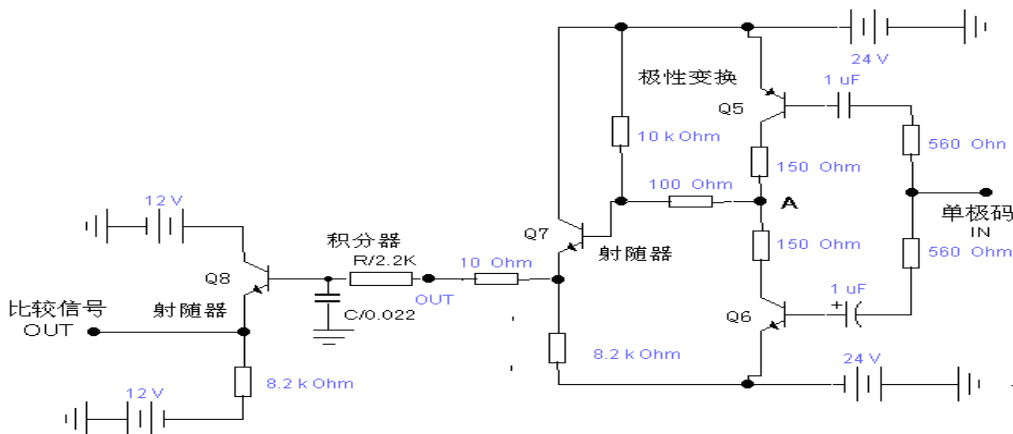 24 V
极性变换
1 uF
Q5
10 k Ohm
560 Ohn
150 Ohm
100 Ohm
A
12 V
单极码
IN
积分器
Q7
射随器
R/2.2K
10 Ohm
150 Ohm
560 Ohm
Q8
OUT
1 uF
比较信号
射随器
C/0.022
+
Q6
OUT
8.2 k Ohm
24 V
8.2 k Ohm
12 V